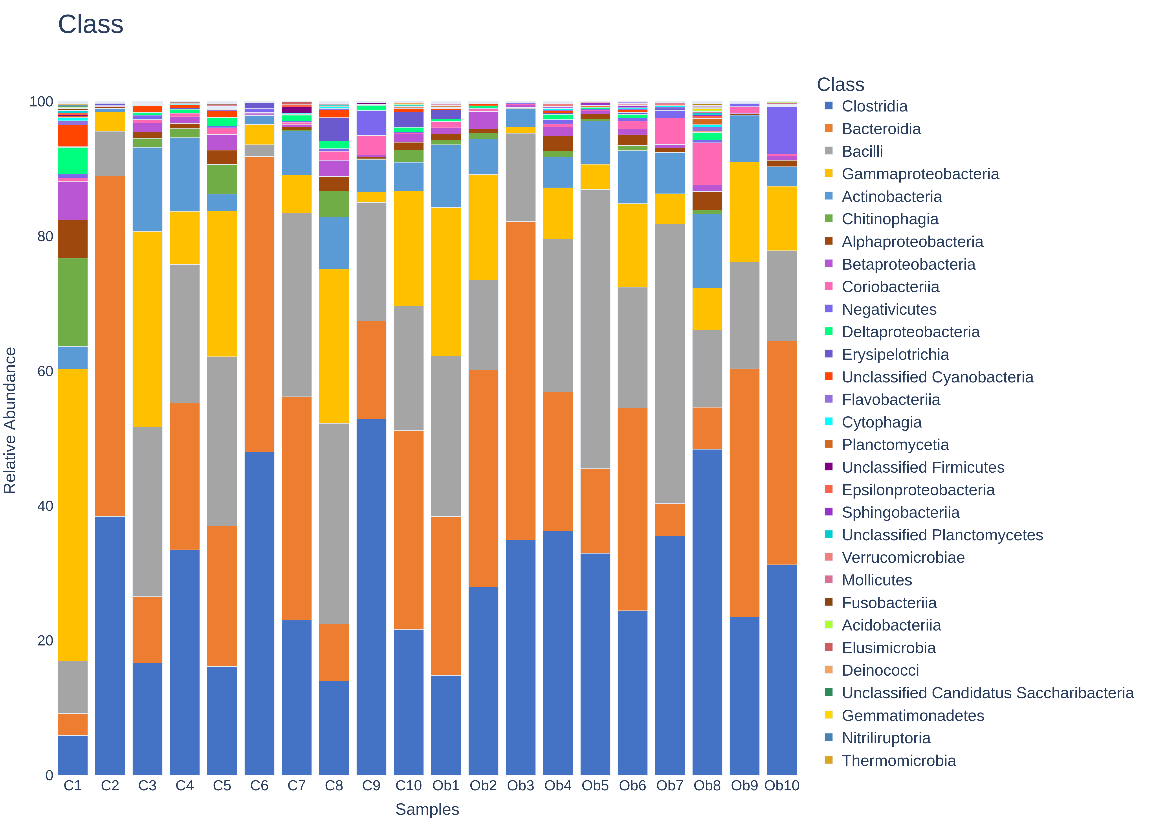 Class
100
80
60
40
20
0
Relative Abundance
C1 C2 C3 C4 C5 C6 C7 C8 C9 C10 Ob1 Ob2 Ob3 Ob4 Ob5 Ob6 Ob7 Ob8 Ob9 Ob10
Samples
Class
Clostridia
Bacteroidia
Bacilli
Gammaproteobacteria
Actinobacteria
Chitinophagia
Alphaproteobacteria
Betaproteobacteria
Coriobacteriia
Negativicutes
Deltaproteobacteria
Erysipelotrichia
Unclassified Cyanobacteria
Flavobacteriia
Cytophagia
Planctomycetia
Unclassified Firmicutes
Epsilonproteobacteria
Sphingobacteriia
Unclassified Planctomycetes
Verrucomicrobiae
Mollicutes
Fusobacteriia
Acidobacteriia
Elusimicrobia
Deinococci
Unclassified Candidatus Saccharibacteria
Gemmatimonadetes
Nitriliruptoria
Thermomicrobia